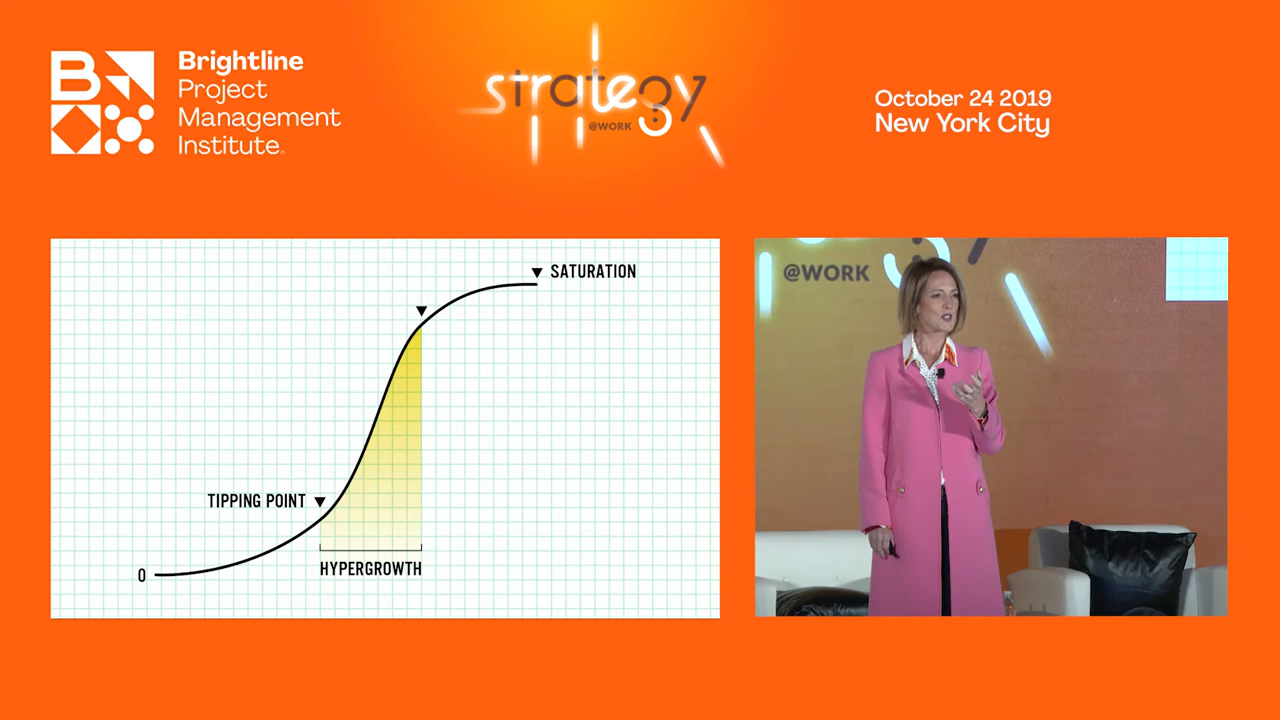 Brightline
Project
Management
Institute.
strategy
@WORK
October 24 2019
New York City
SATURATION
TIPPING POINT
0
HYPERGROWTH
@WORK